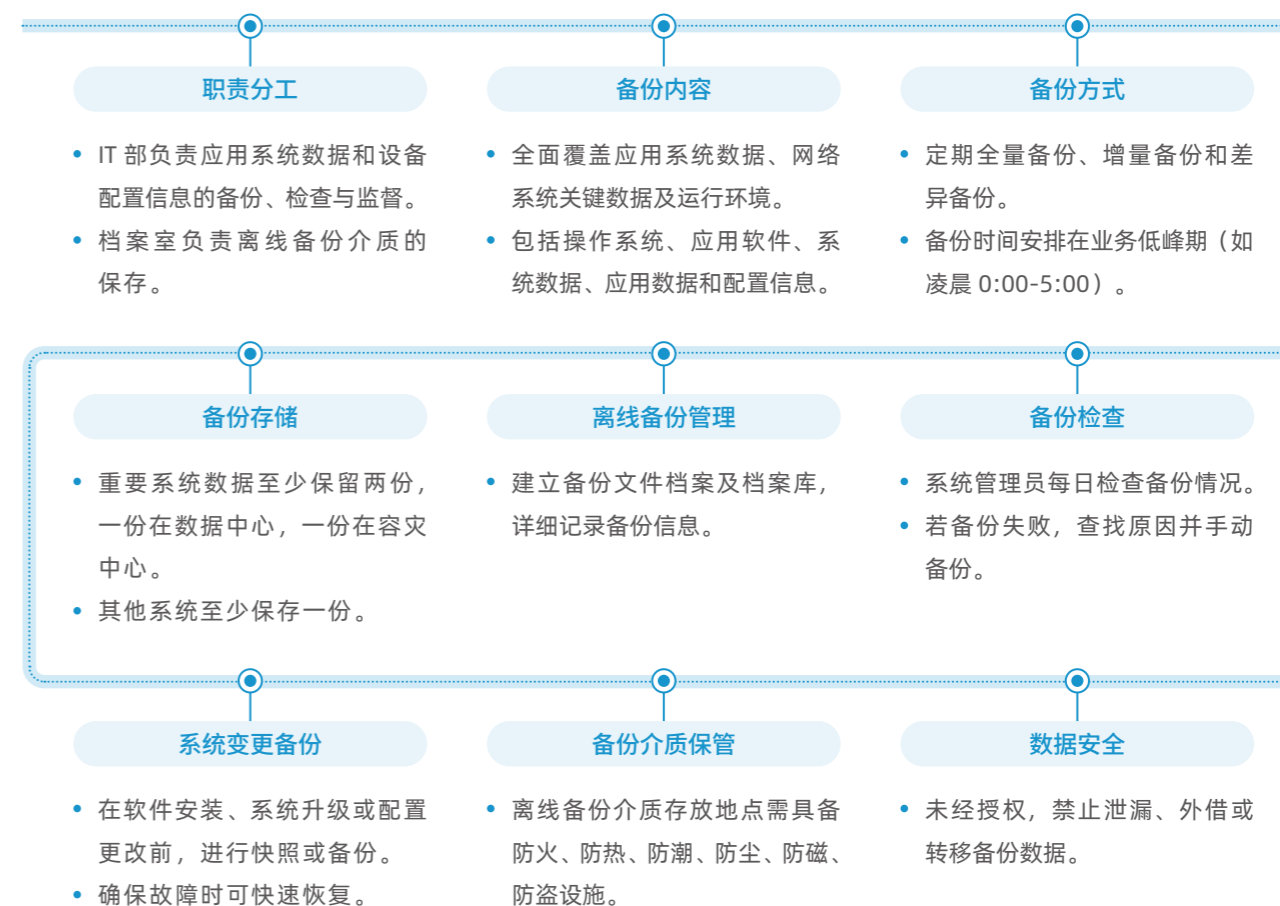 职责分工
IT 部负责应用系统数据和设备
配置信息的备份、检查与监督。
档案室负责离线备份介质的
保存。
备份内容
全面覆盖应用系统数据、网络
系统关键数据及运行环境。
包括操作系统、应用软件、系
统数据、应用数据和配置信息。
备份方式
定期全量备份、增量备份和差
异备份。
备份时间安排在业务低峰期（如
凌晨 0:00-5:00）。
备份存储
重要系统数据至少保留两份，
一份在数据中心，一份在容灾
中心。
其他系统至少保存一份。
离线备份管理
建立备份文件档案及档案库，
详细记录备份信息。
备份检查
系统管理员每日检查备份情况。
若备份失败，查找原因并手动
备份。
系统变更备份
在软件安装、系统升级或配置
更改前，进行快照或备份。
确保故障时可快速恢复。
备份介质保管
离线备份介质存放地点需具备
防火、防热、防潮、防尘、防磁、
防盗设施。
数据安全
未经授权，禁止泄漏、外借或
转移备份数据。